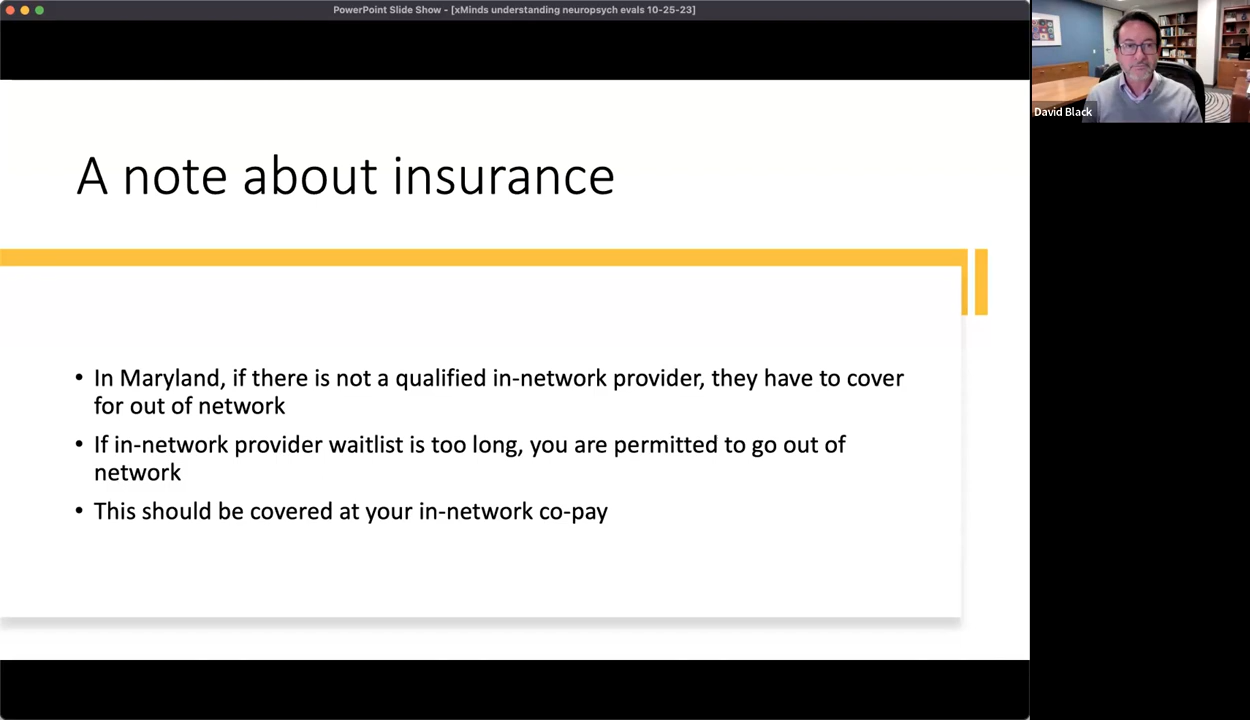 PowerPoint Slide Show - [xMinds understanding neuropsych evals 10-25-23]
David Black
A note about insurance
• In Maryland, if there is not a qualified in-network provider, they have to cover
for out of network
• If in-network provider waitlist is too long, you are permitted to go out of
network
• This should be covered at your in-network co-pay